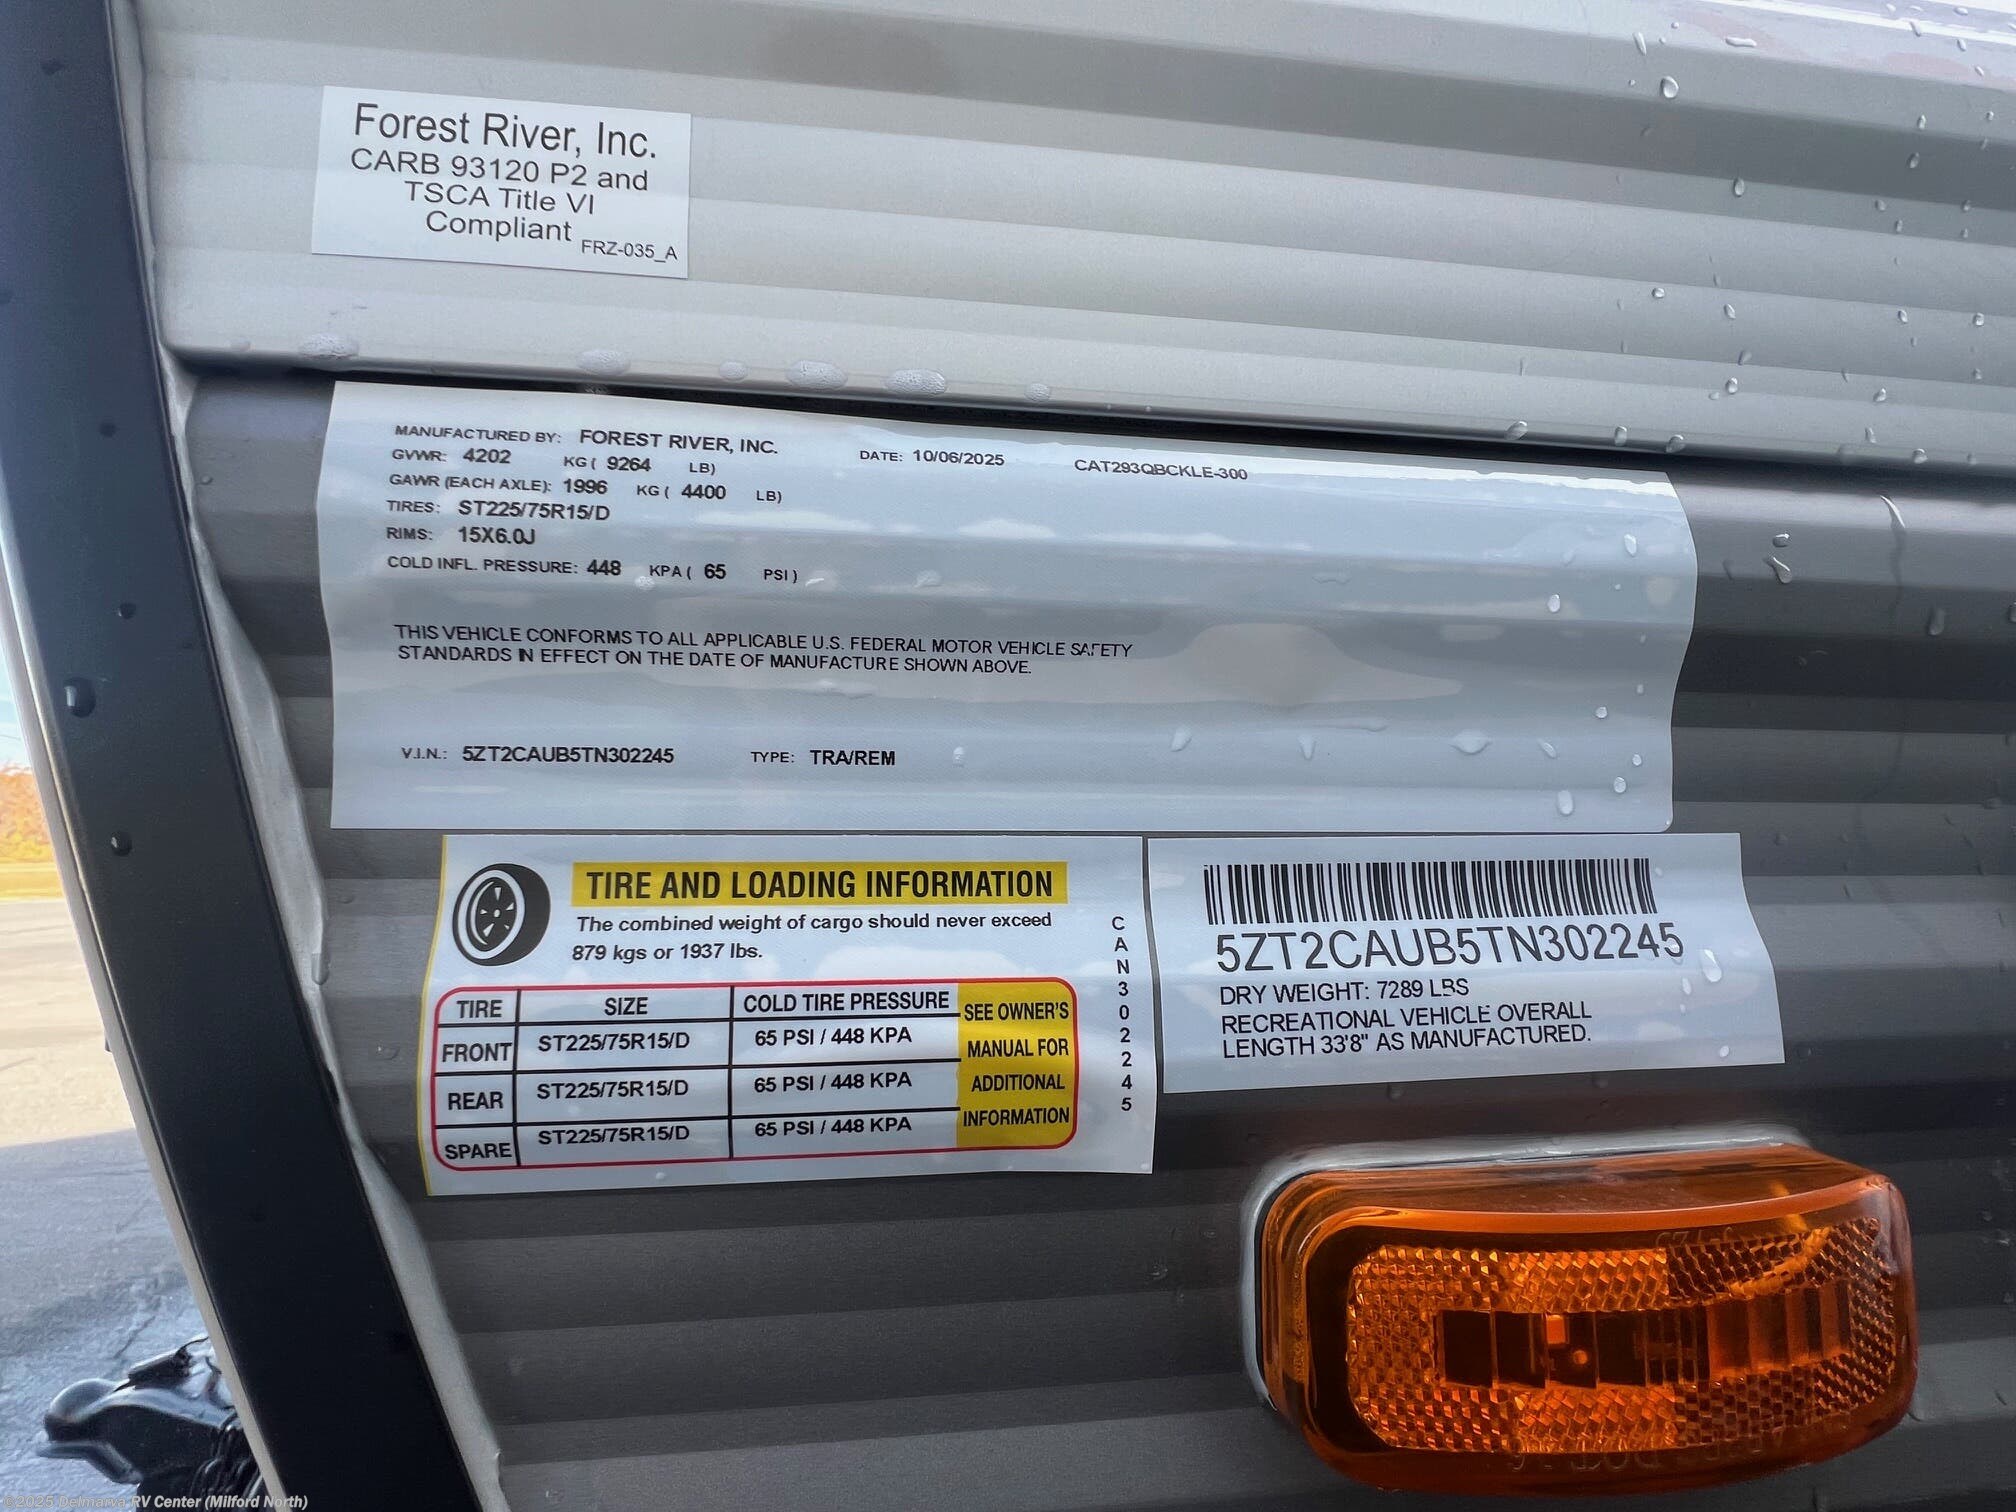 Forest River, Inc.
CARB 93120 P2 and
TSCA Title VI
Compliant FRZ-035_A
MANUFACTURED BY: FOREST RIVER, INC. DATE: 10/06/2025 CAT293QBCKLE-300
GVWR: 4202 KG ( 9264 LB)
GAWR (EACH AXLE): 1996 KG ( 4400 LB)
TIRES: ST225/75R15/D
RIMS: 15X6.0J
COLD INFL. PRESSURE: 448 KPA ( 65 PSI )
THIS VEHICLE CONFORMS TO ALL APPLICABLE U.S. FEDERAL MOTOR VEHICLE SAFETY
STANDARDS IN EFFECT ON THE DATE OF MANUFACTURE SHOWN ABOVE.
V.I.N.: 5ZT2CAUB5TN302245 TYPE: TRA/REM
TIRE AND LOADING INFORMATION
The combined weight of cargo should never exceed
879 kgs or 1937 lbs.
TIRE SIZE COLD TIRE PRESSURE
FRONT ST225/75R15/D 65 PSI / 448 KPA
REAR ST225/75R15/D 65 PSI / 448 KPA
SPARE ST225/75R15/D 65 PSI / 448 KPA
SEE OWNER'S
MANUAL FOR
ADDITIONAL
INFORMATION
CAN302245
5ZT2CAUB5TN302245
DRY WEIGHT: 7289 LBS
RECREATIONAL VEHICLE OVERALL
LENGTH 33'8" AS MANUFACTURED.
©2025 Delmarva RV Center (Milford North)